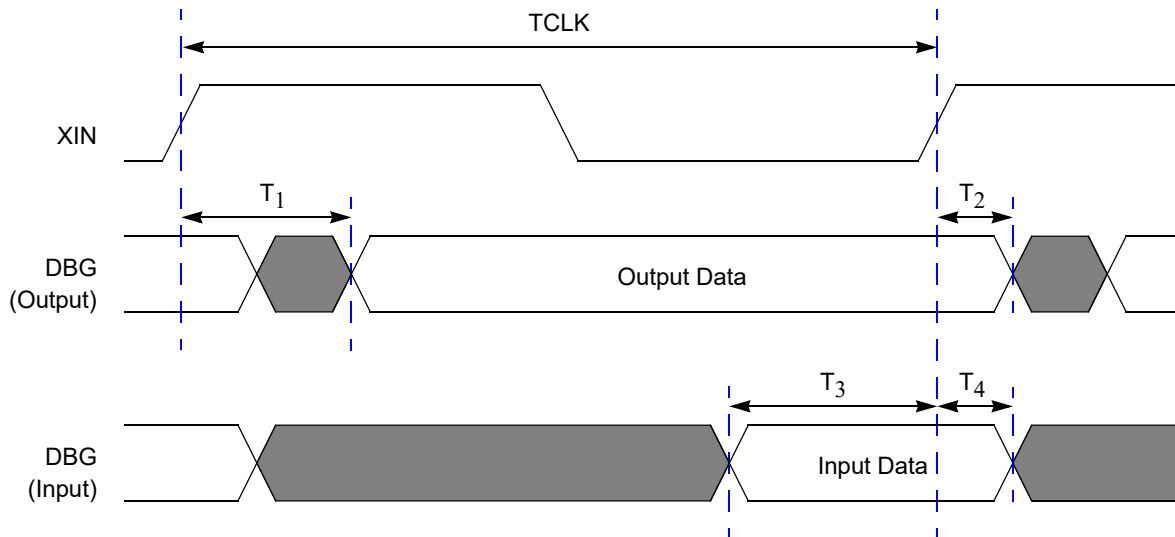 TCLK
XIN
T1
T2
DBG
(Output)
Output Data
T3
T4
DBG
(Input)
Input Data